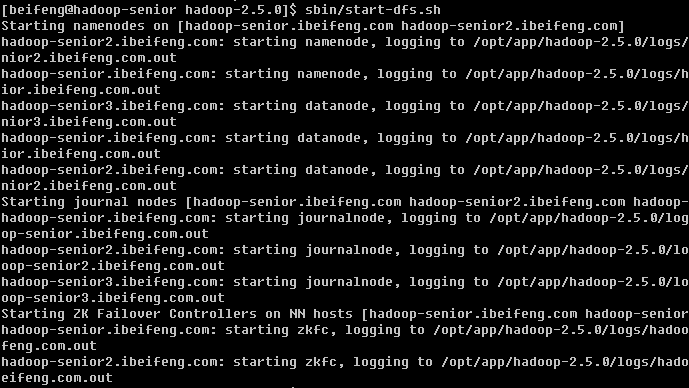 [beifeng@hadoop-senior hadoop-2.5.0]$ sbin/start-dfs.sh
Starting namenodes on [hadoop-senior.ibeifeng.com hadoop-senior2.ibeifeng.com]
hadoop-senior2.ibeifeng.com: starting namenode, logging to /opt/app/hadoop-2.5.0/logs/
nior2.ibeifeng.com.out
hadoop-senior.ibeifeng.com: starting namenode, logging to /opt/app/hadoop-2.5.0/logs/h
ior.ibeifeng.com.out
hadoop-senior3.ibeifeng.com: starting datanode, logging to /opt/app/hadoop-2.5.0/logs/
nior3.ibeifeng.com.out
hadoop-senior.ibeifeng.com: starting datanode, logging to /opt/app/hadoop-2.5.0/logs/h
ior.ibeifeng.com.out
hadoop-senior2.ibeifeng.com: starting datanode, logging to /opt/app/hadoop-2.5.0/logs/
nior2.ibeifeng.com.out
Starting journal nodes [hadoop-senior.ibeifeng.com hadoop-senior2.ibeifeng.com hadoop-
hadoop-senior.ibeifeng.com: starting journalnode, logging to /opt/app/hadoop-2.5.0/log
op-senior.ibeifeng.com.out
hadoop-senior2.ibeifeng.com: starting journalnode, logging to /opt/app/hadoop-2.5.0/lo
oop-senior2.ibeifeng.com.out
hadoop-senior3.ibeifeng.com: starting journalnode, logging to /opt/app/hadoop-2.5.0/lo
oop-senior3.ibeifeng.com.out
Starting ZK Failover Controllers on NN hosts [hadoop-senior.ibeifeng.com hadoop-senior
hadoop-senior.ibeifeng.com: starting zkfc, logging to /opt/app/hadoop-2.5.0/logs/hadoo
feng.com.out
hadoop-senior2.ibeifeng.com: starting zkfc, logging to /opt/app/hadoop-2.5.0/logs/hado
eifeng.com.out